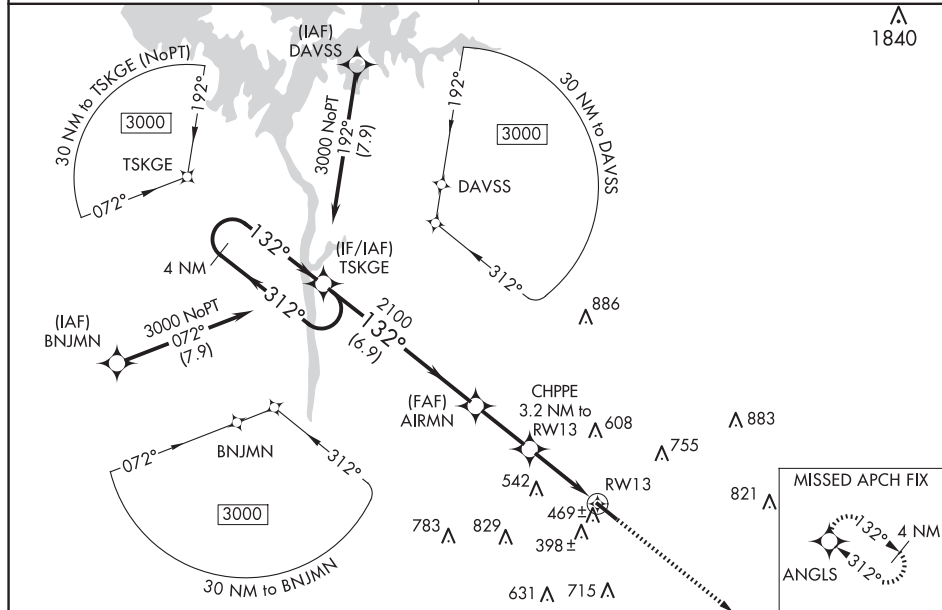 (IAF)
DAVSS
1840
30 NM to TSKGE (NoPT)
3000
192°
TSKGE
072°
3000 NoPT
192°
(7.9)
192°
3000
30 NM to DAVSS
DAVSS
312°
132°
4 NM
312°
(IF/IAF)
TSKGE
(IAF)
BNJMN
3000 NoPT
072°
(7.9)
2100
132°
(6.9)
886
(FAF)
AIRMN
CHPPE
3.2 NM to
RW13
608
883
755
072°
BNJMN
312°
3000
30 NM to BNJMN
542
RW13
469±
398±
783
829
821
631
715
MISSED APCH FIX
132°
4 NM
312°
ANGLS